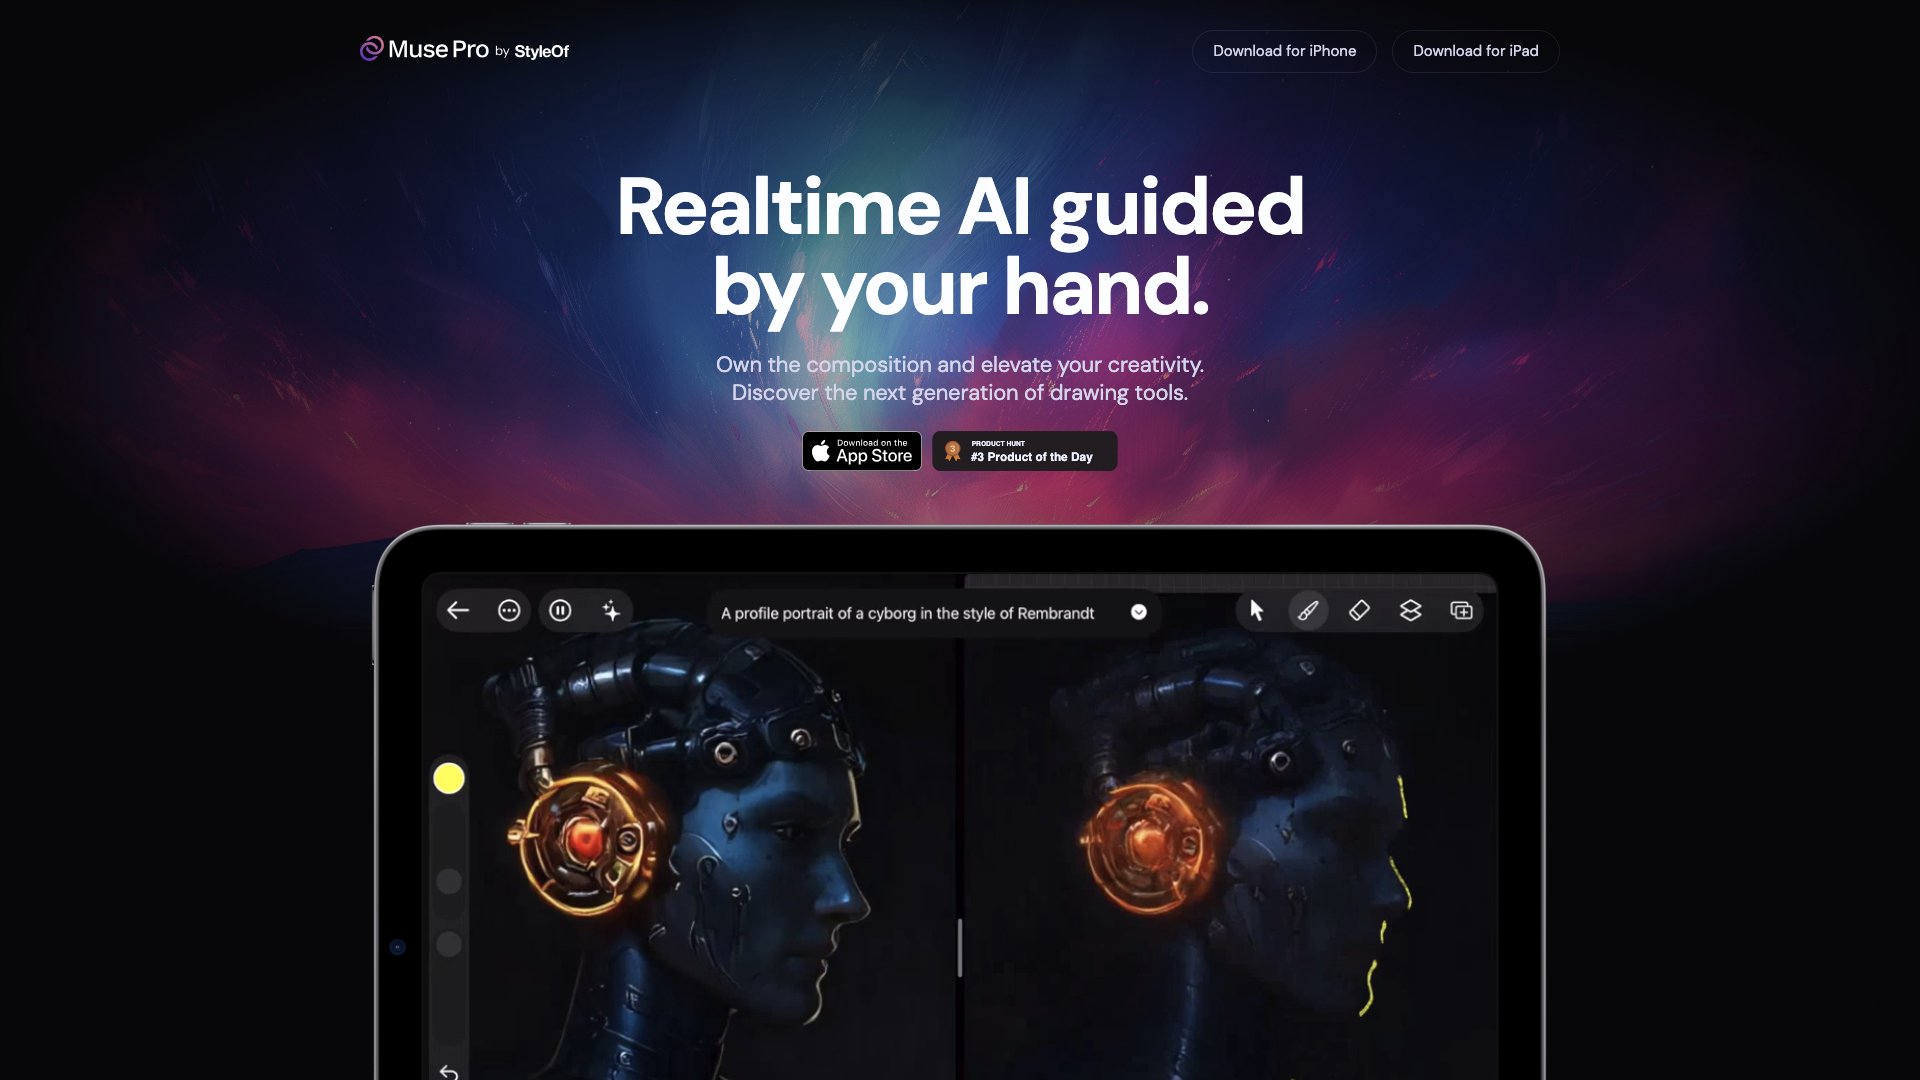 Muse Pro by StyleOf
Download for iPhone
Download for iPad
Realtime AI guided
by your hand.
Own the composition and elevate your creativity.
Discover the next generation of drawing tools.
Download on the
App Store
3
PRODUCT HUNT
#3 Product of the Day
A profile portrait of a cyborg in the style of Rembrandt